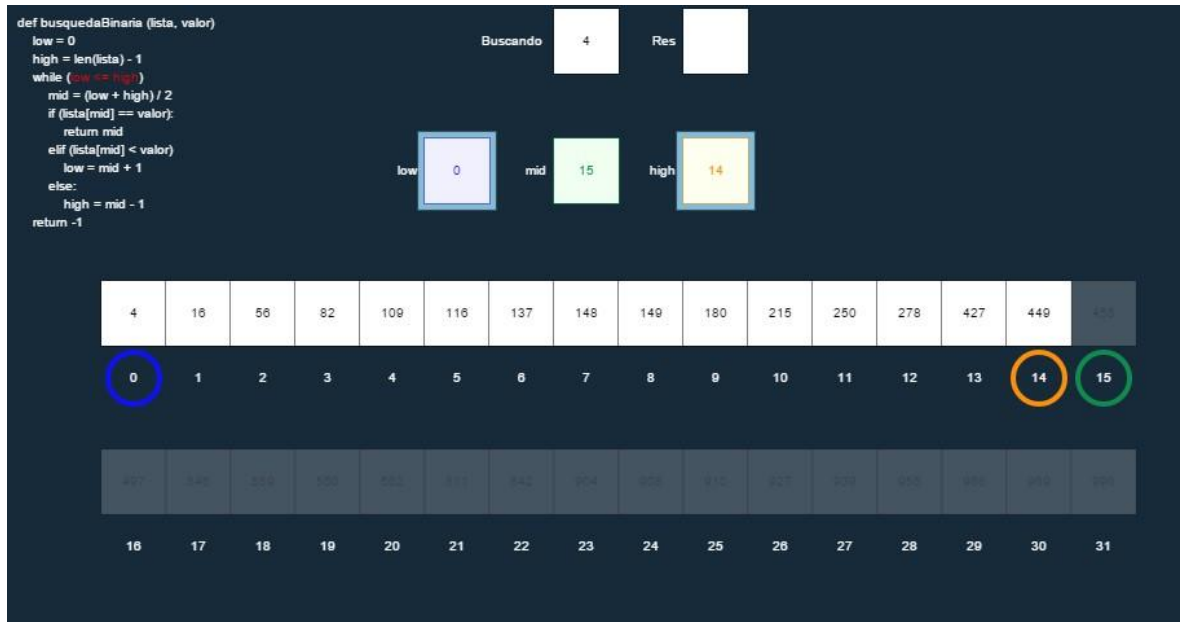 def busquedaBinaria (lista, valor)
low = 0
high = len(lista) - 1
while (low <= high)
mid = (low + high) / 2
if (lista[mid] == valor):
return mid
elif (lista[mid] < valor)
low = mid + 1
else:
high = mid - 1
return -1
Buscando 4 Res
low 0 mid 15 high 14
4 16 56 82 109 116 137 148 149 180 215 250 278 427 449
0 1 2 3 4 5 6 7 8 9 10 11 12 13 14 15
16 17 18 19 20 21 22 23 24 25 26 27 28 29 30 31